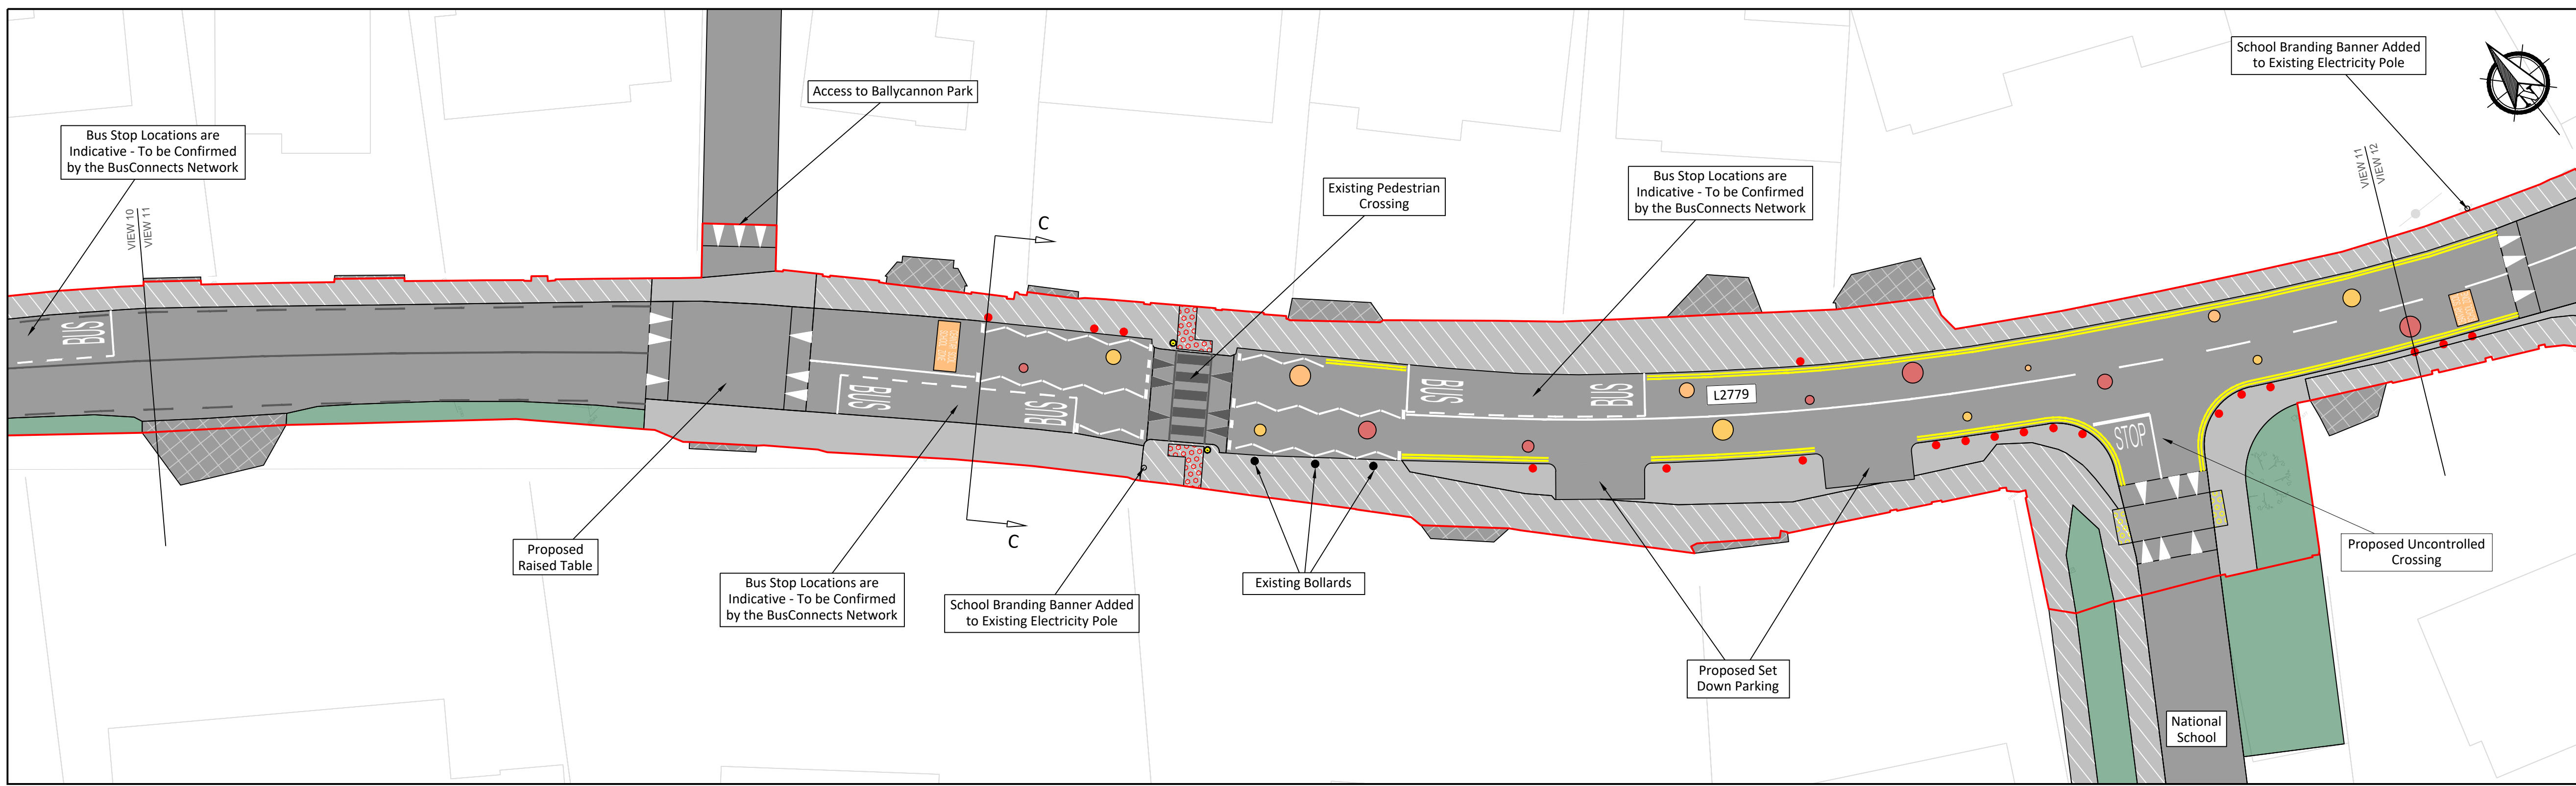 School Branding Banner Added
to Existing Electricity Pole
Access to Ballycannon Park
Bus Stop Locations are
Indicative - To be Confirmed
by the BusConnects Network
VIEW 10
VIEW 11
C
Existing Pedestrian
Crossing
Bus Stop Locations are
Indicative - To be Confirmed
by the BusConnects Network
VIEW 11
VIEW 12
BUS
BUS
BUS
BUS
BUS
L2779
STOP
C
Proposed
Raised Table
Bus Stop Locations are
Indicative - To be Confirmed
by the BusConnects Network
School Branding Banner Added
to Existing Electricity Pole
Existing Bollards
Proposed Set
Down Parking
Proposed Uncontrolled
Crossing
National
School